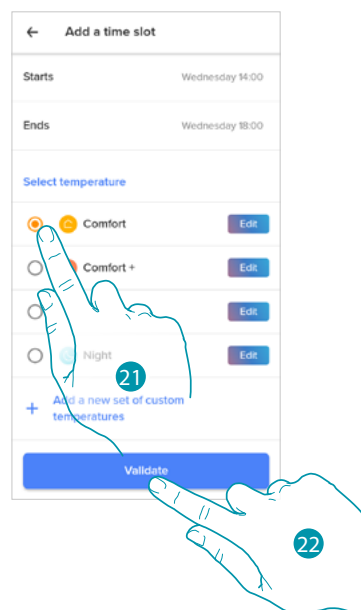 ← Add a time slot
Starts Wednesday 14:00
Ends Wednesday 18:00
Select temperature
Comfort Edit
Comfort + Edit
Edit
Night Edit
21
+ Add a new set of custom
temperatures
Validate
22